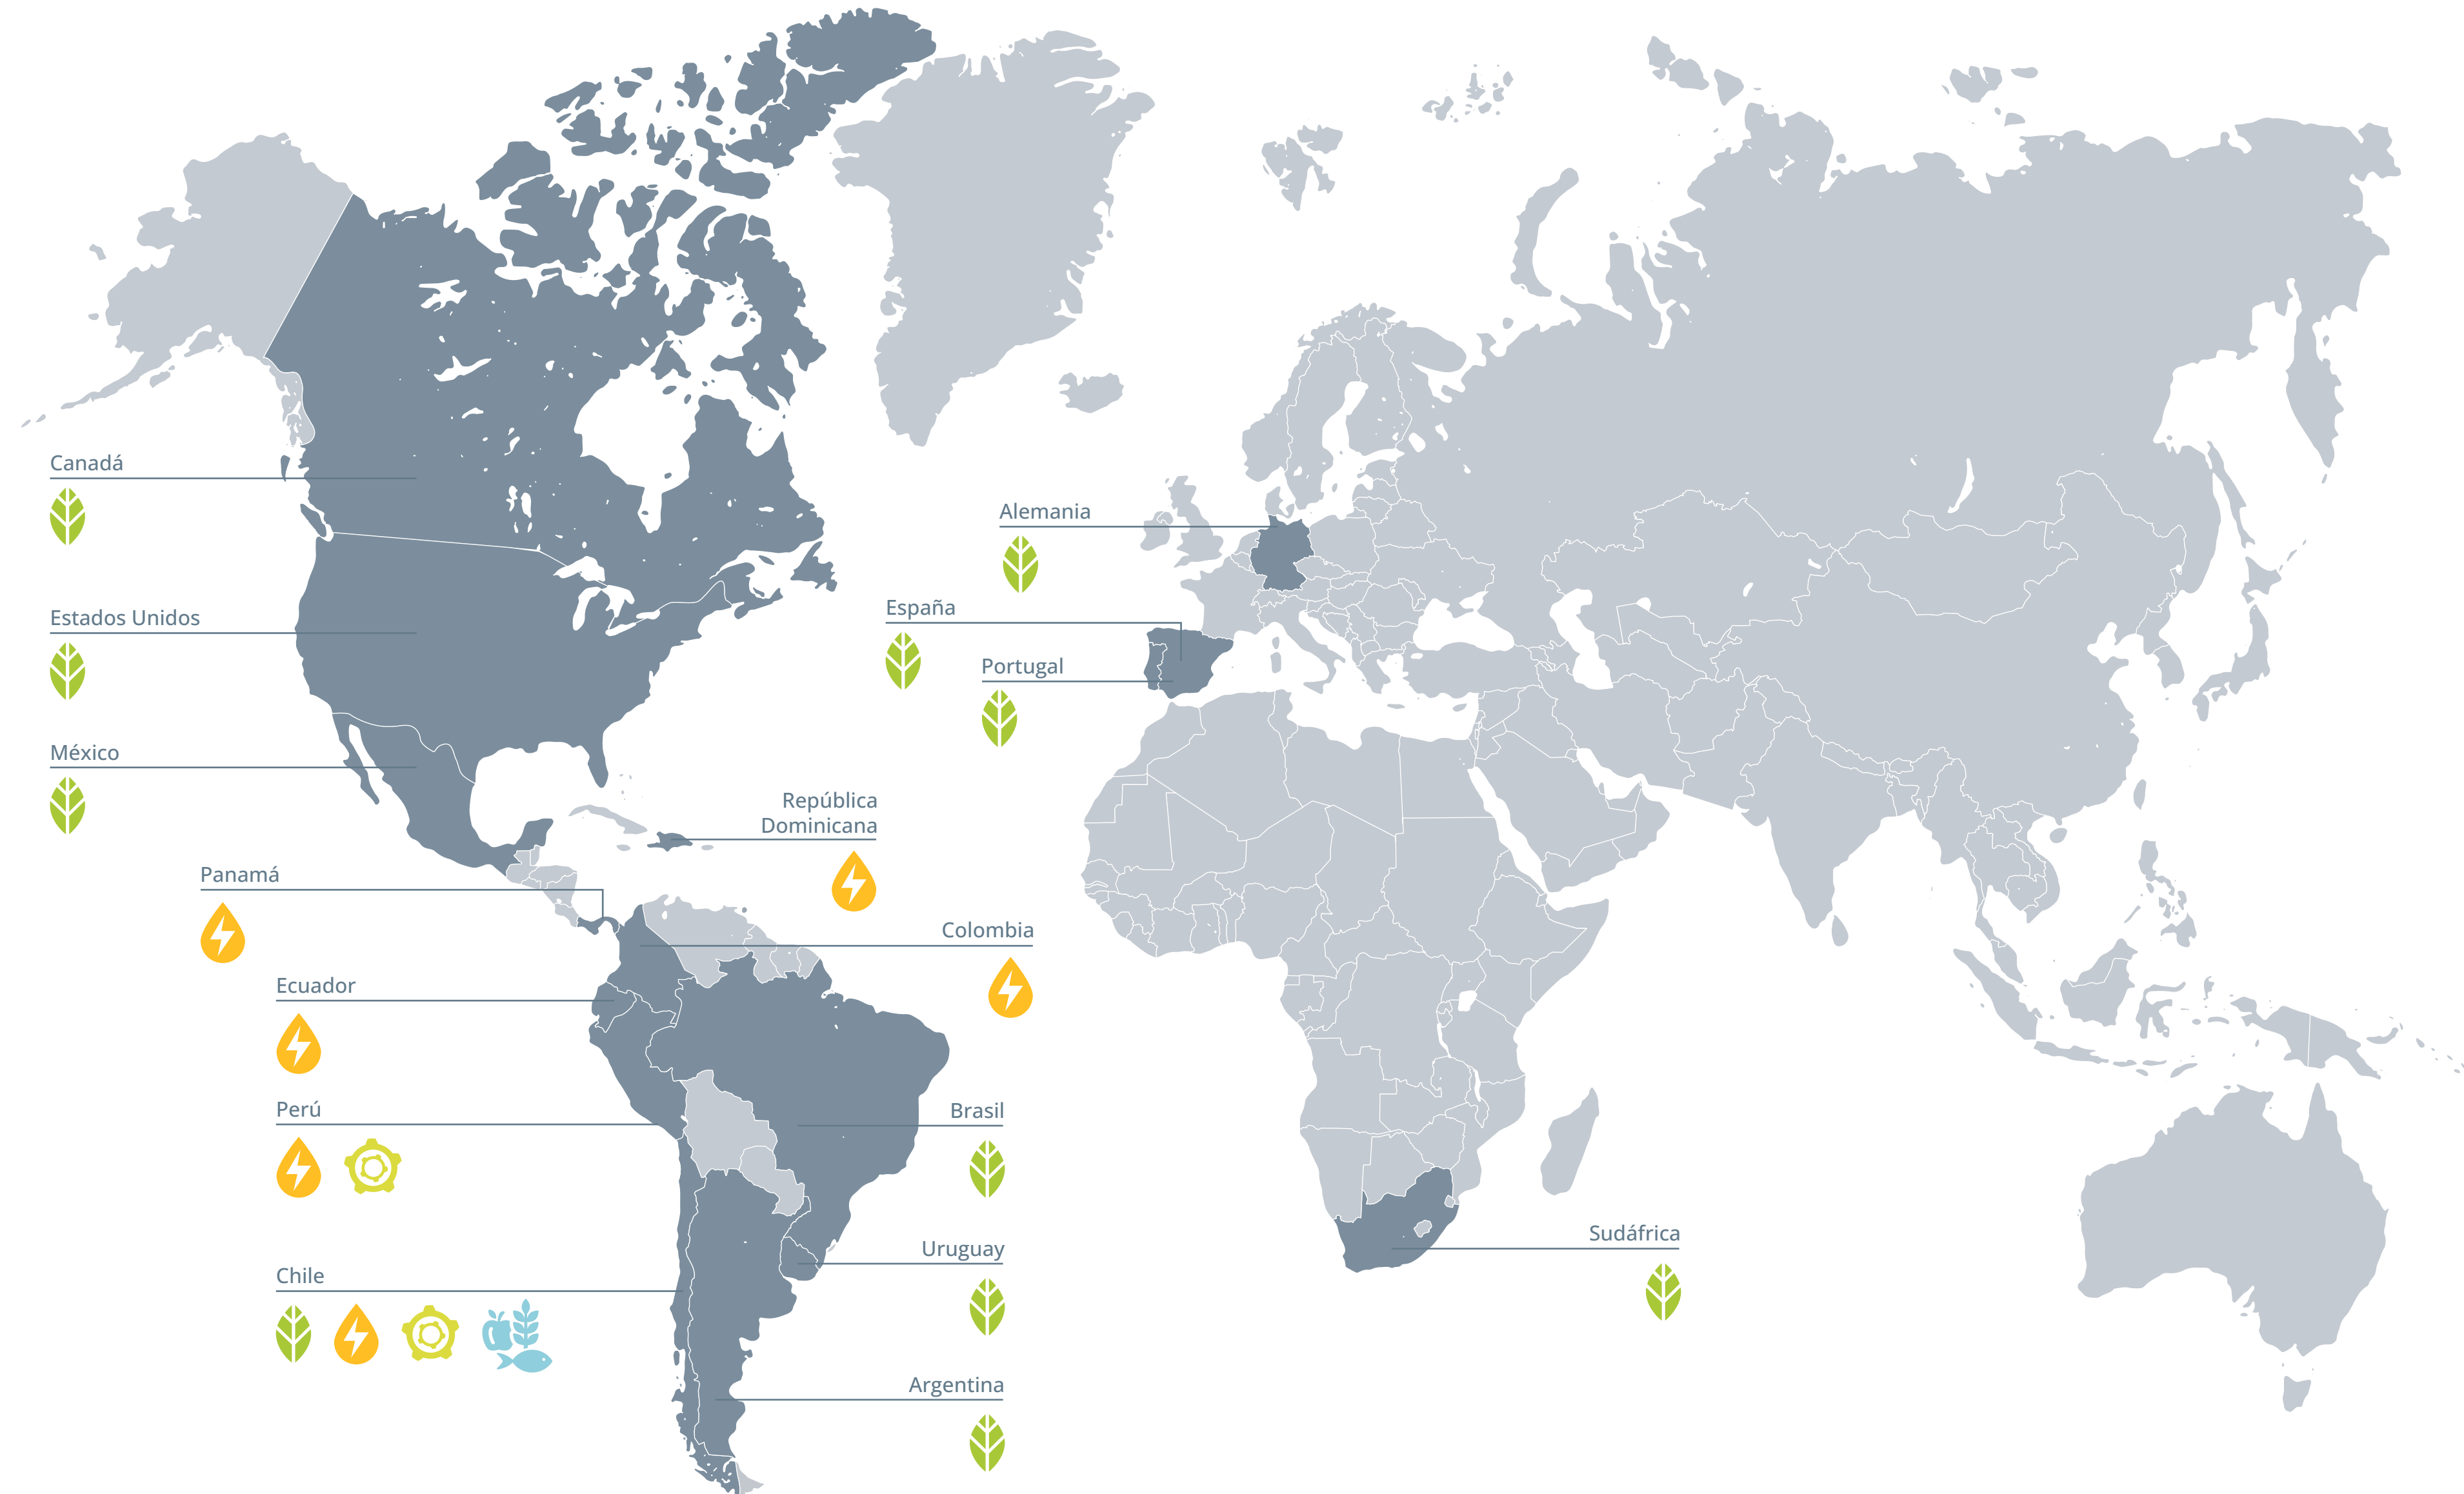 Canadá
Estados Unidos
México
Alemania
España
Portugal
República
Dominicana
Panamá
Colombia
Ecuador
Perú
Brasil
Uruguay
Chile
Argentina
Sudáfrica